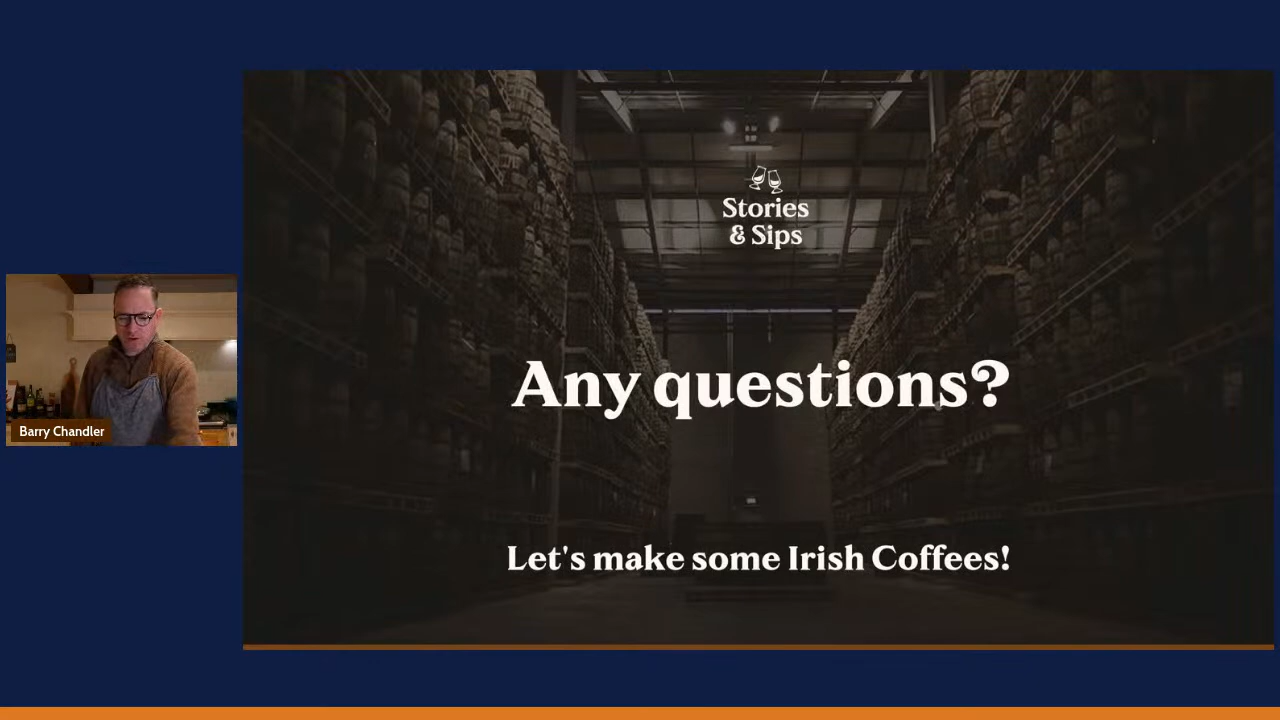 Stories
& Sips
Any questions?
Let's make some Irish Coffees!
Barry Chandler